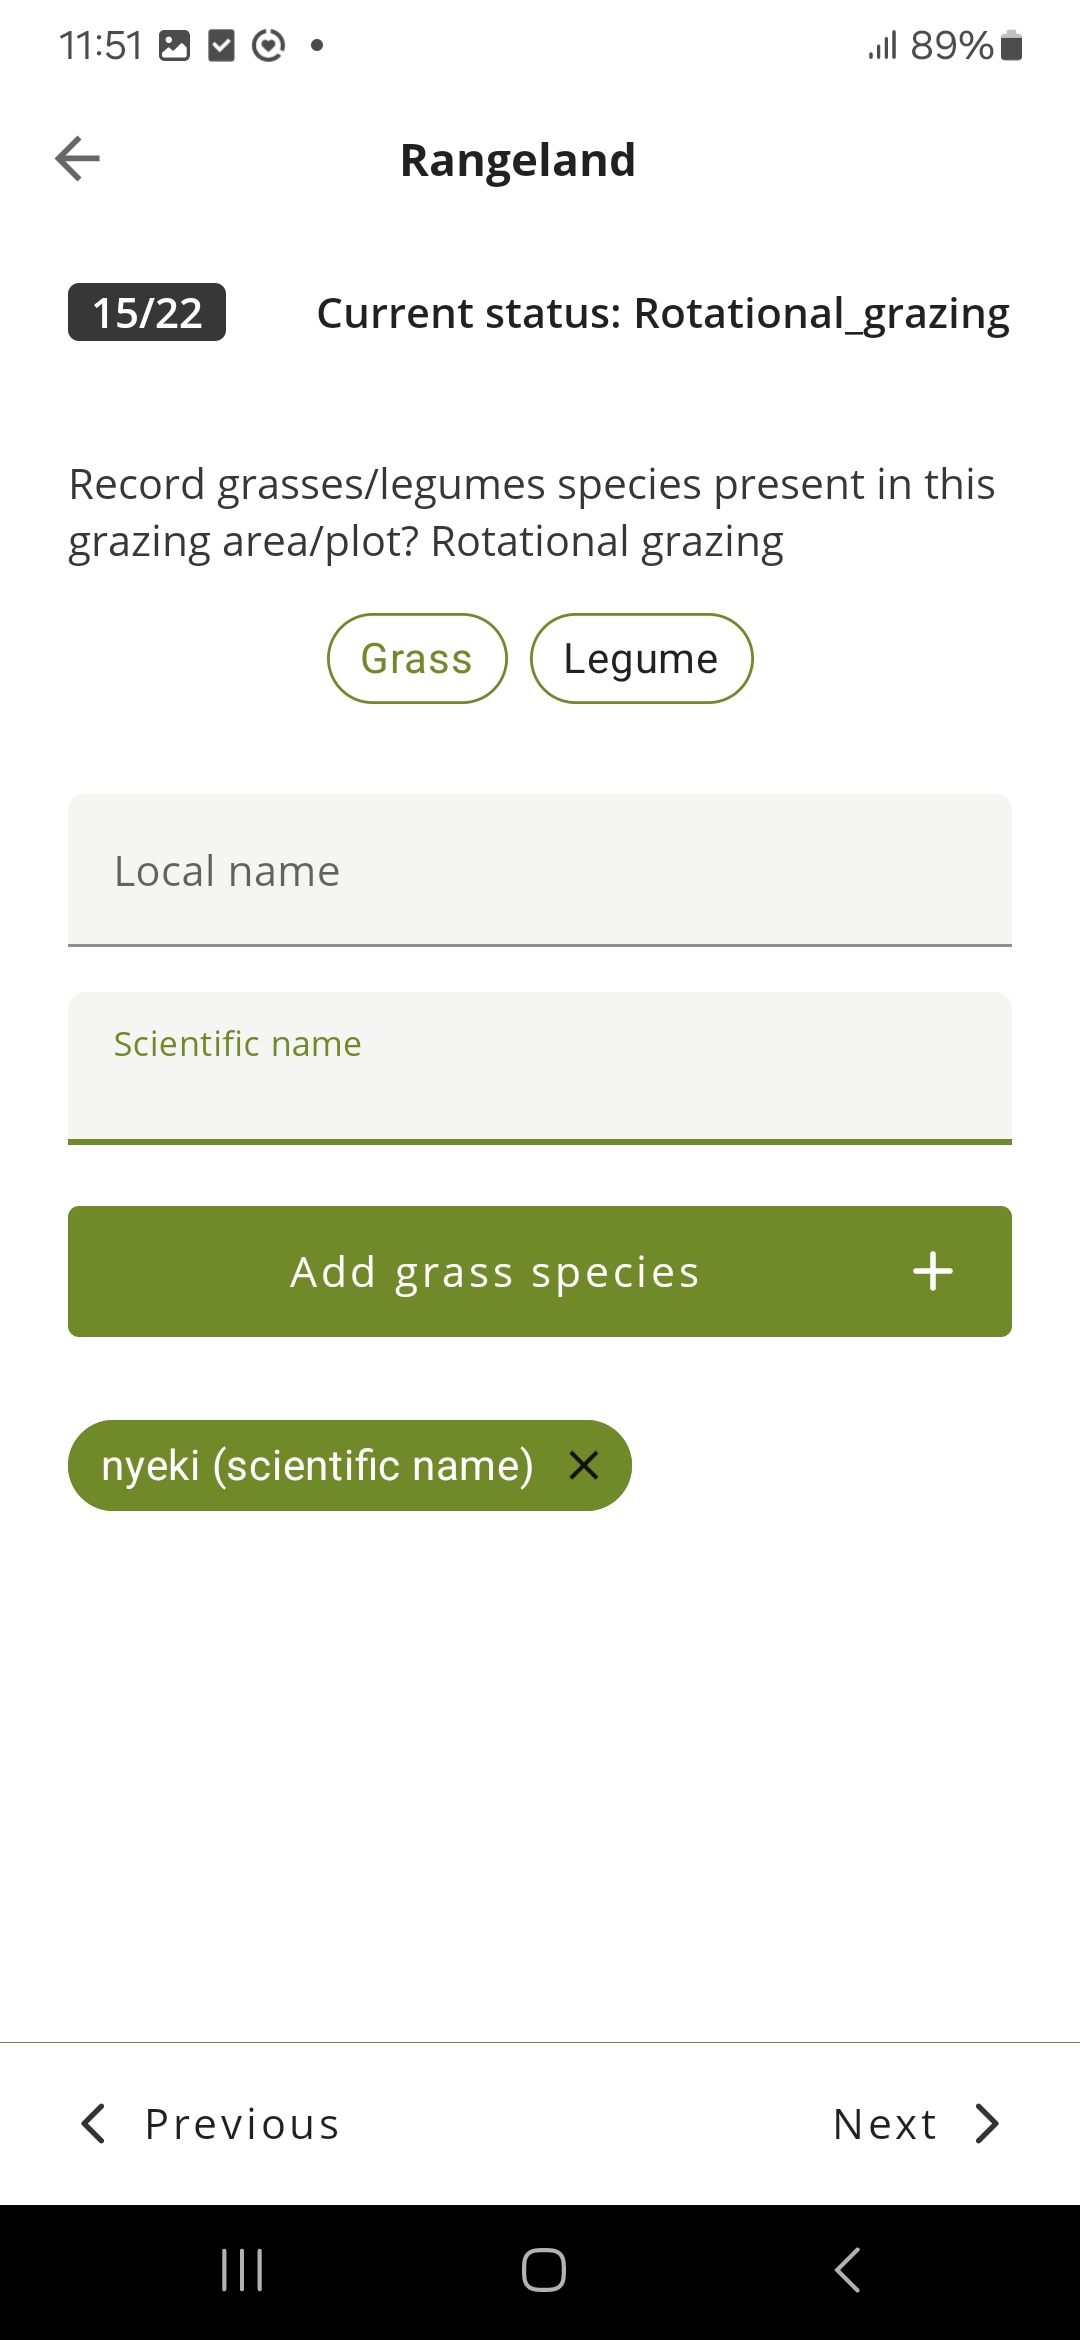 11:51
89%
Rangeland
15/22
Current status: Rotational_grazing
Record grasses/legumes species present in this
grazing area/plot? Rotational grazing
Grass
Legume
Local name
Scientific name
Add grass species
nyeki (scientific name)
Previous
Next